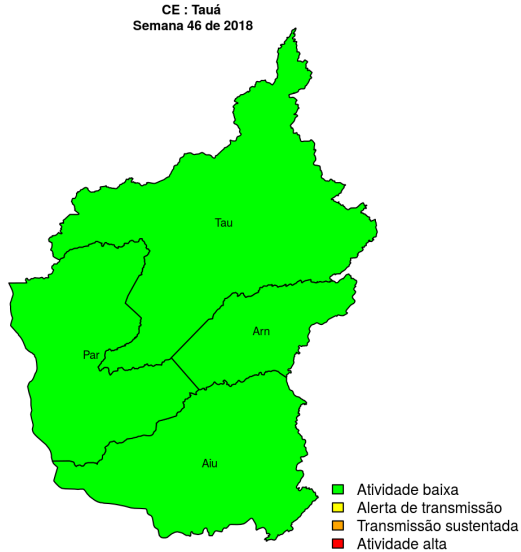 CE : Tauá
Semana 46 de 2018
Tau
Arn
Par
Aiu
Atividade baixa
Alerta de transmissão
Transmissão sustentada
Atividade alta